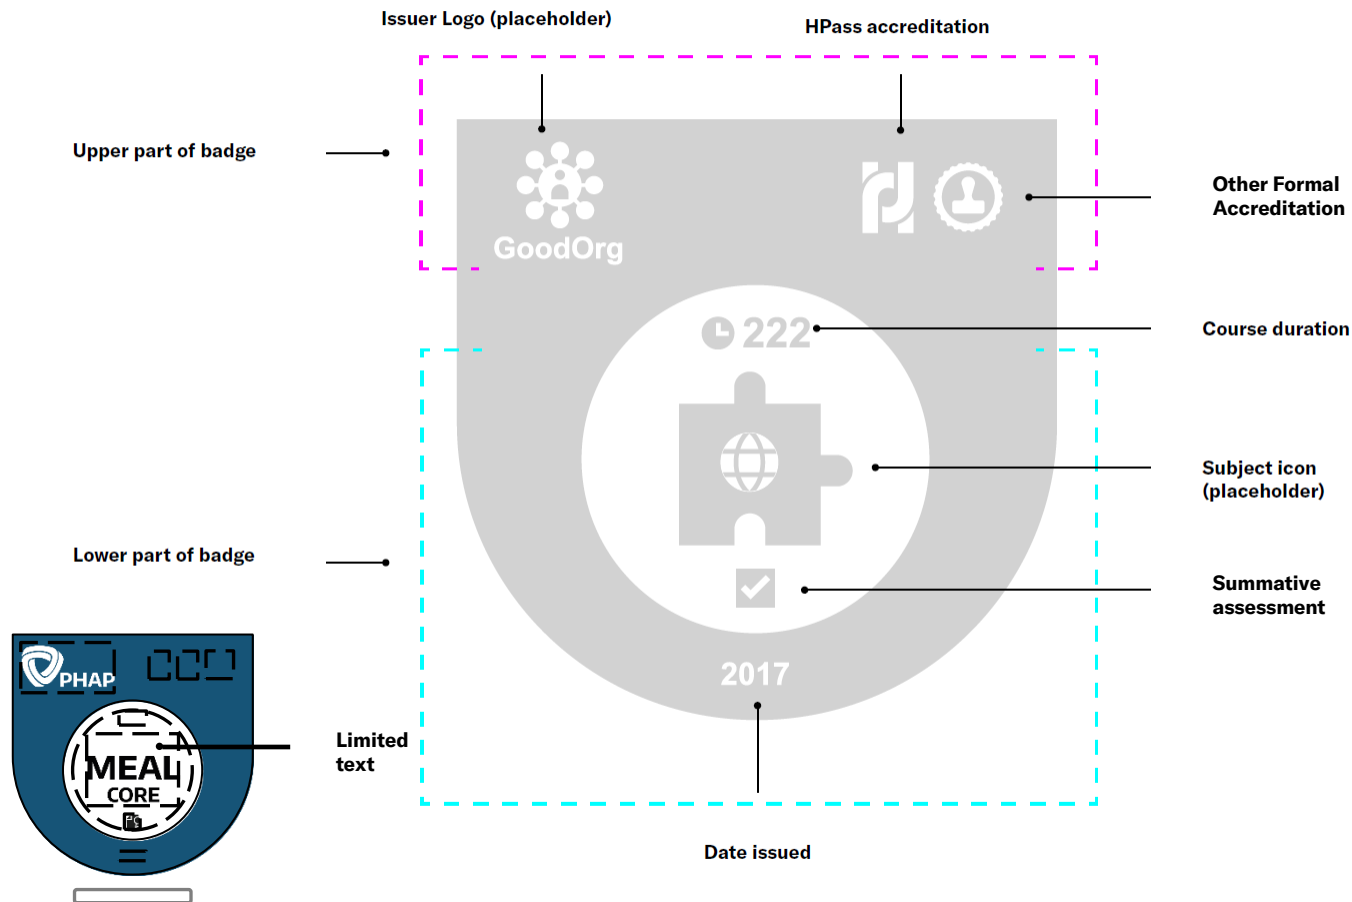 Issuer Logo (placeholder)
HPass accreditation
Upper part of badge
GoodOrg
Other Formal
Accreditation
222
Course duration
Subject icon
(placeholder)
Lower part of badge
Summative
assessment
2017
PHAP
MEAL
CORE
Limited
text
Date issued